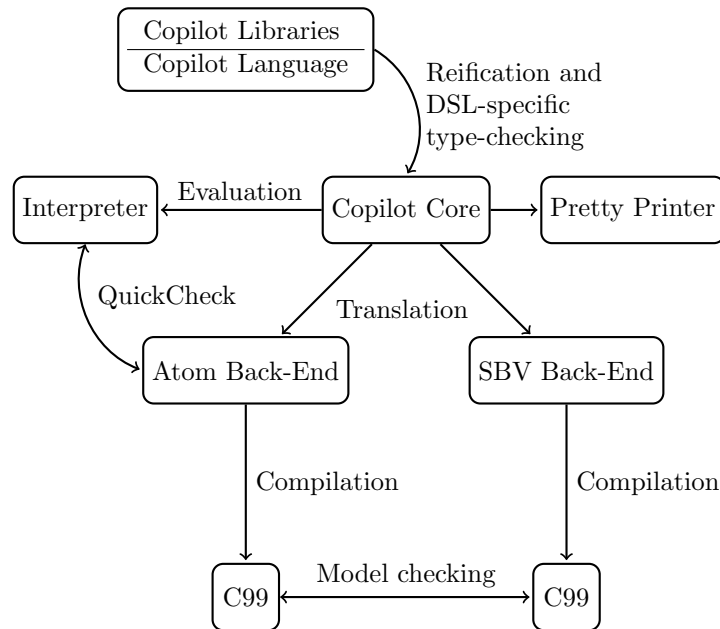 Copilot Libraries
Copilot Language
Reification and
DSL-specific
type-checking
Interpreter
Evaluation
Copilot Core
Pretty Printer
QuickCheck
Translation
Atom Back-End
SBV Back-End
Compilation
Compilation
C99
Model checking
C99